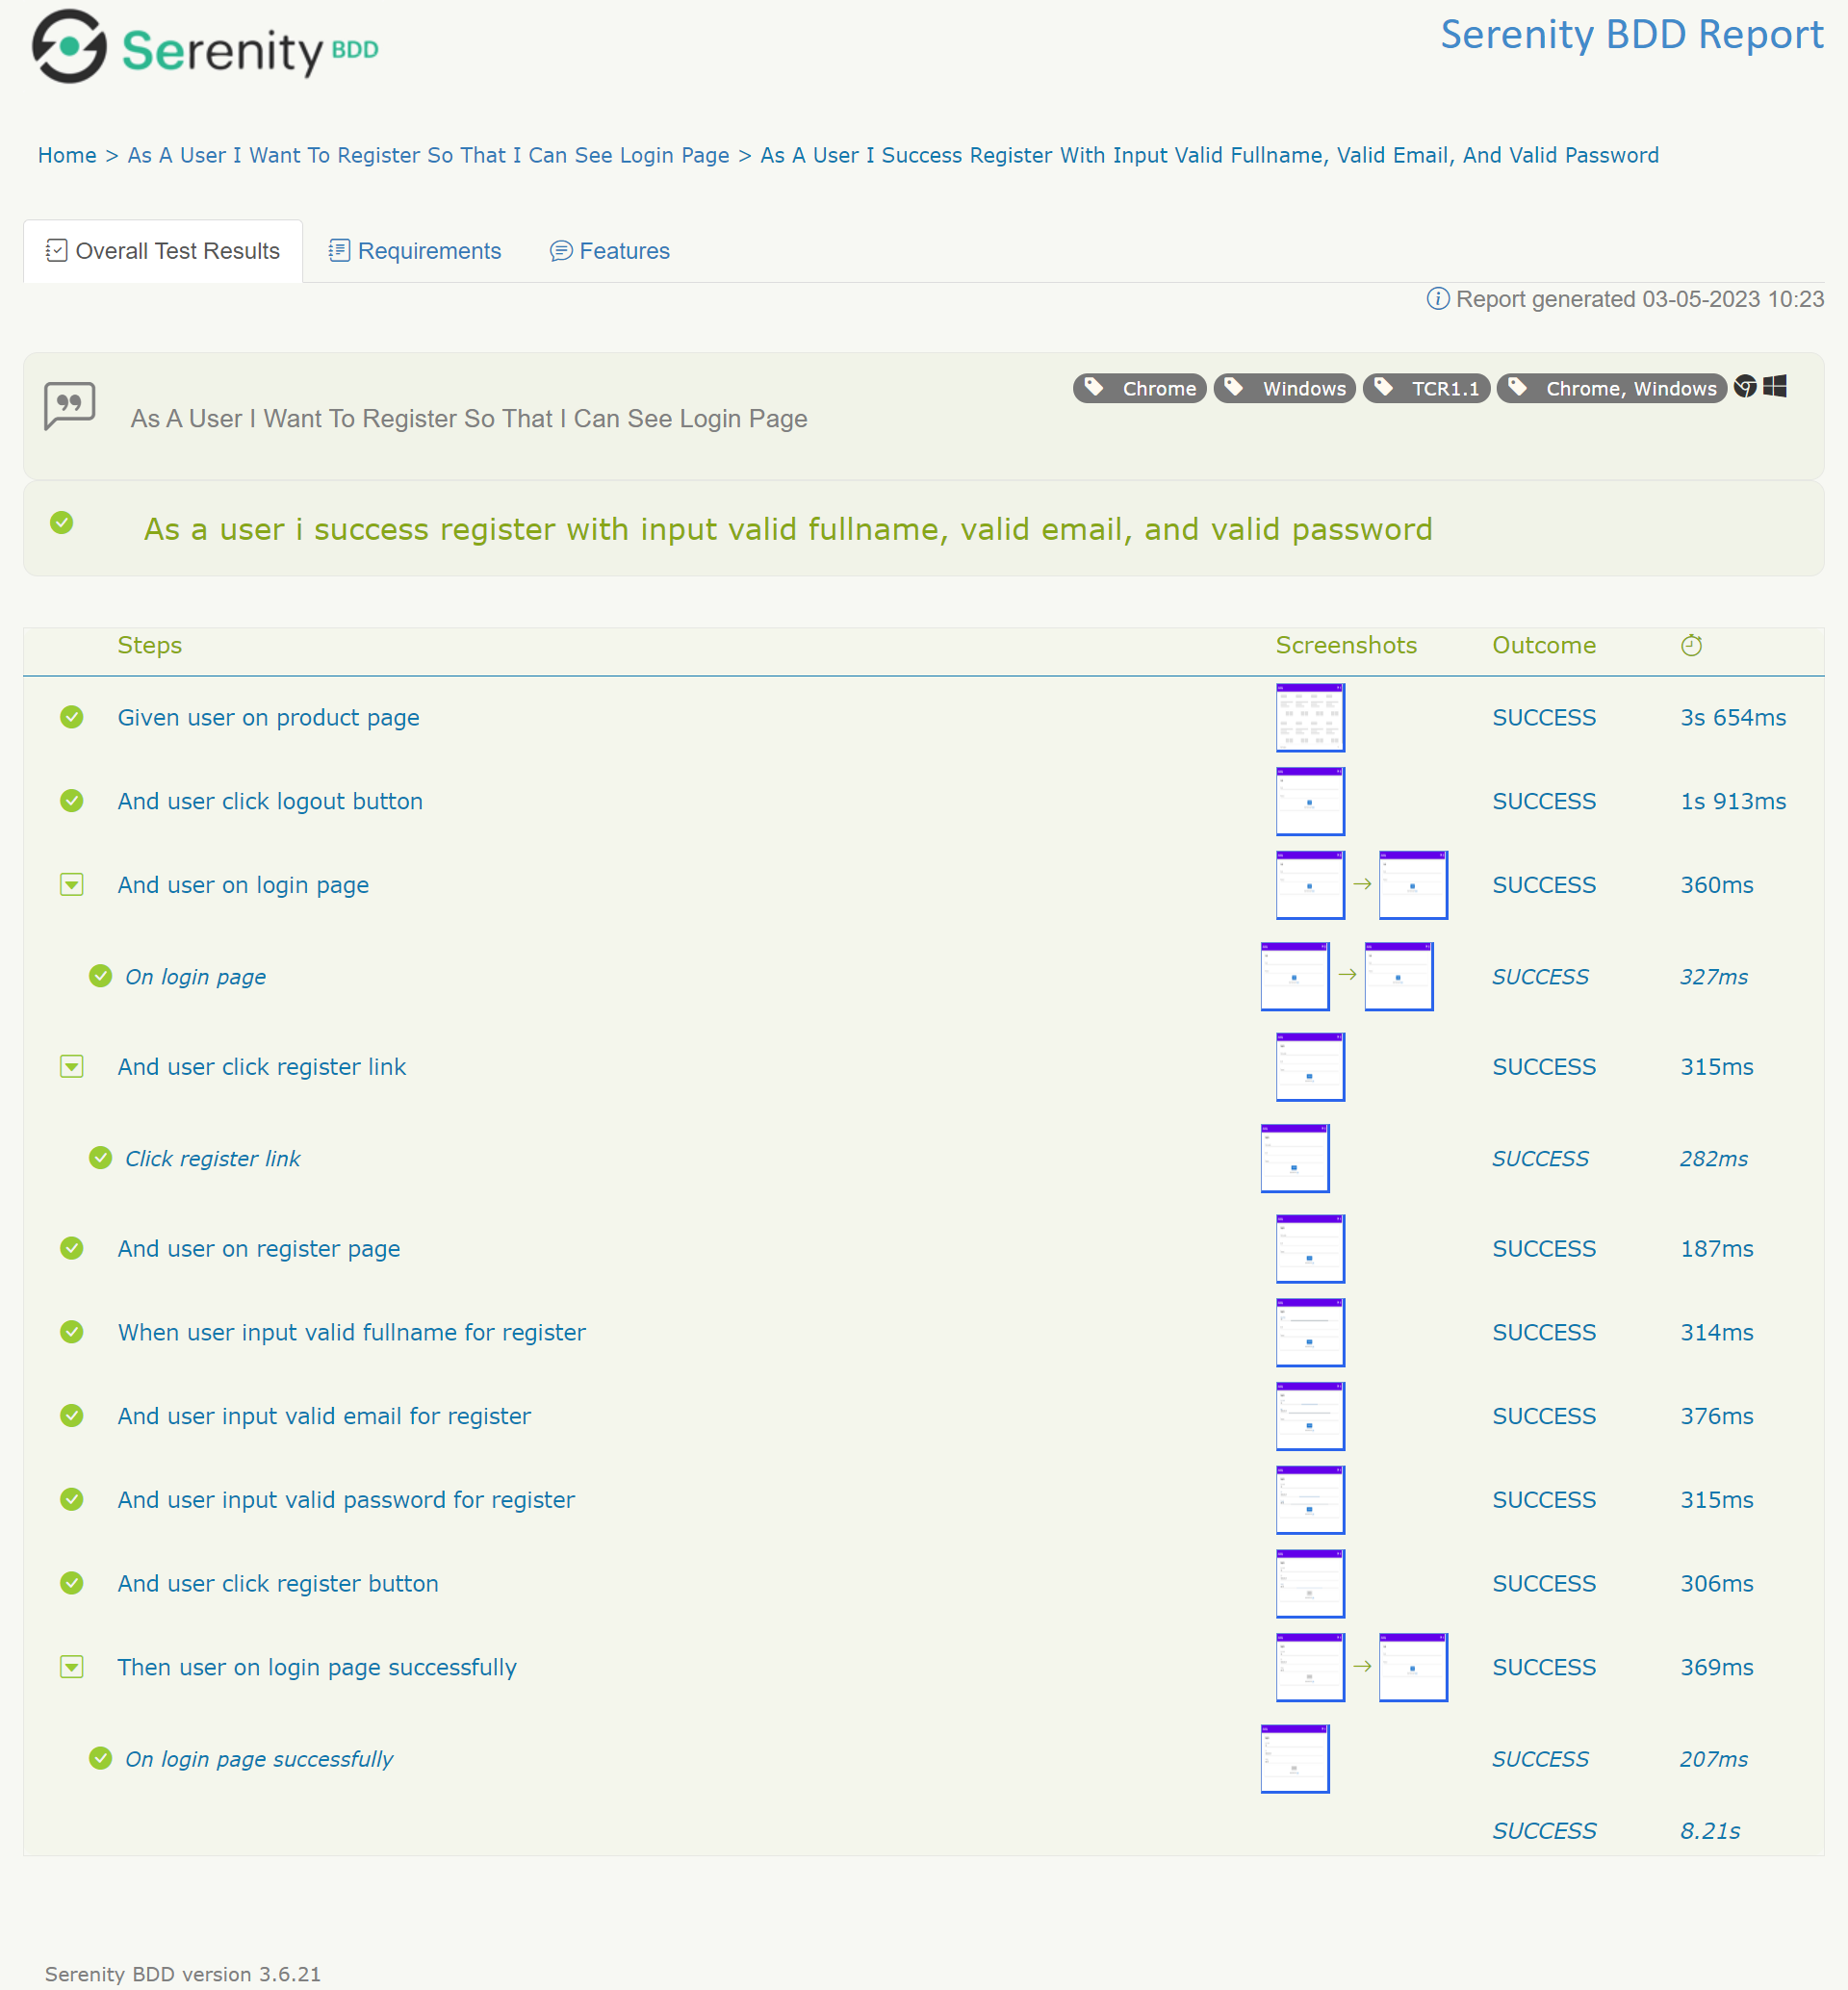 Serenity BDD
Serenity BDD Report
Home > As A User I Want To Register So That I Can See Login Page > As A User I Success Register With Input Valid Fullname, Valid Email, And Valid Password
Overall Test Results Requirements Features
Report generated 03-05-2023 10:23
Chrome Windows TCR1.1 Chrome, Windows
As A User I Want To Register So That I Can See Login Page
As a user i success register with input valid fullname, valid email, and valid password
Steps Screenshots Outcome
Given user on product page SUCCESS 3s 654ms
And user click logout button SUCCESS 1s 913ms
And user on login page SUCCESS 360ms
On login page SUCCESS 327ms
And user click register link SUCCESS 315ms
Click register link SUCCESS 282ms
And user on register page SUCCESS 187ms
When user input valid fullname for register SUCCESS 314ms
And user input valid email for register SUCCESS 376ms
And user input valid password for register SUCCESS 315ms
And user click register button SUCCESS 306ms
Then user on login page successfully SUCCESS 369ms
On login page successfully SUCCESS 207ms
SUCCESS 8.21s
Serenity BDD version 3.6.21